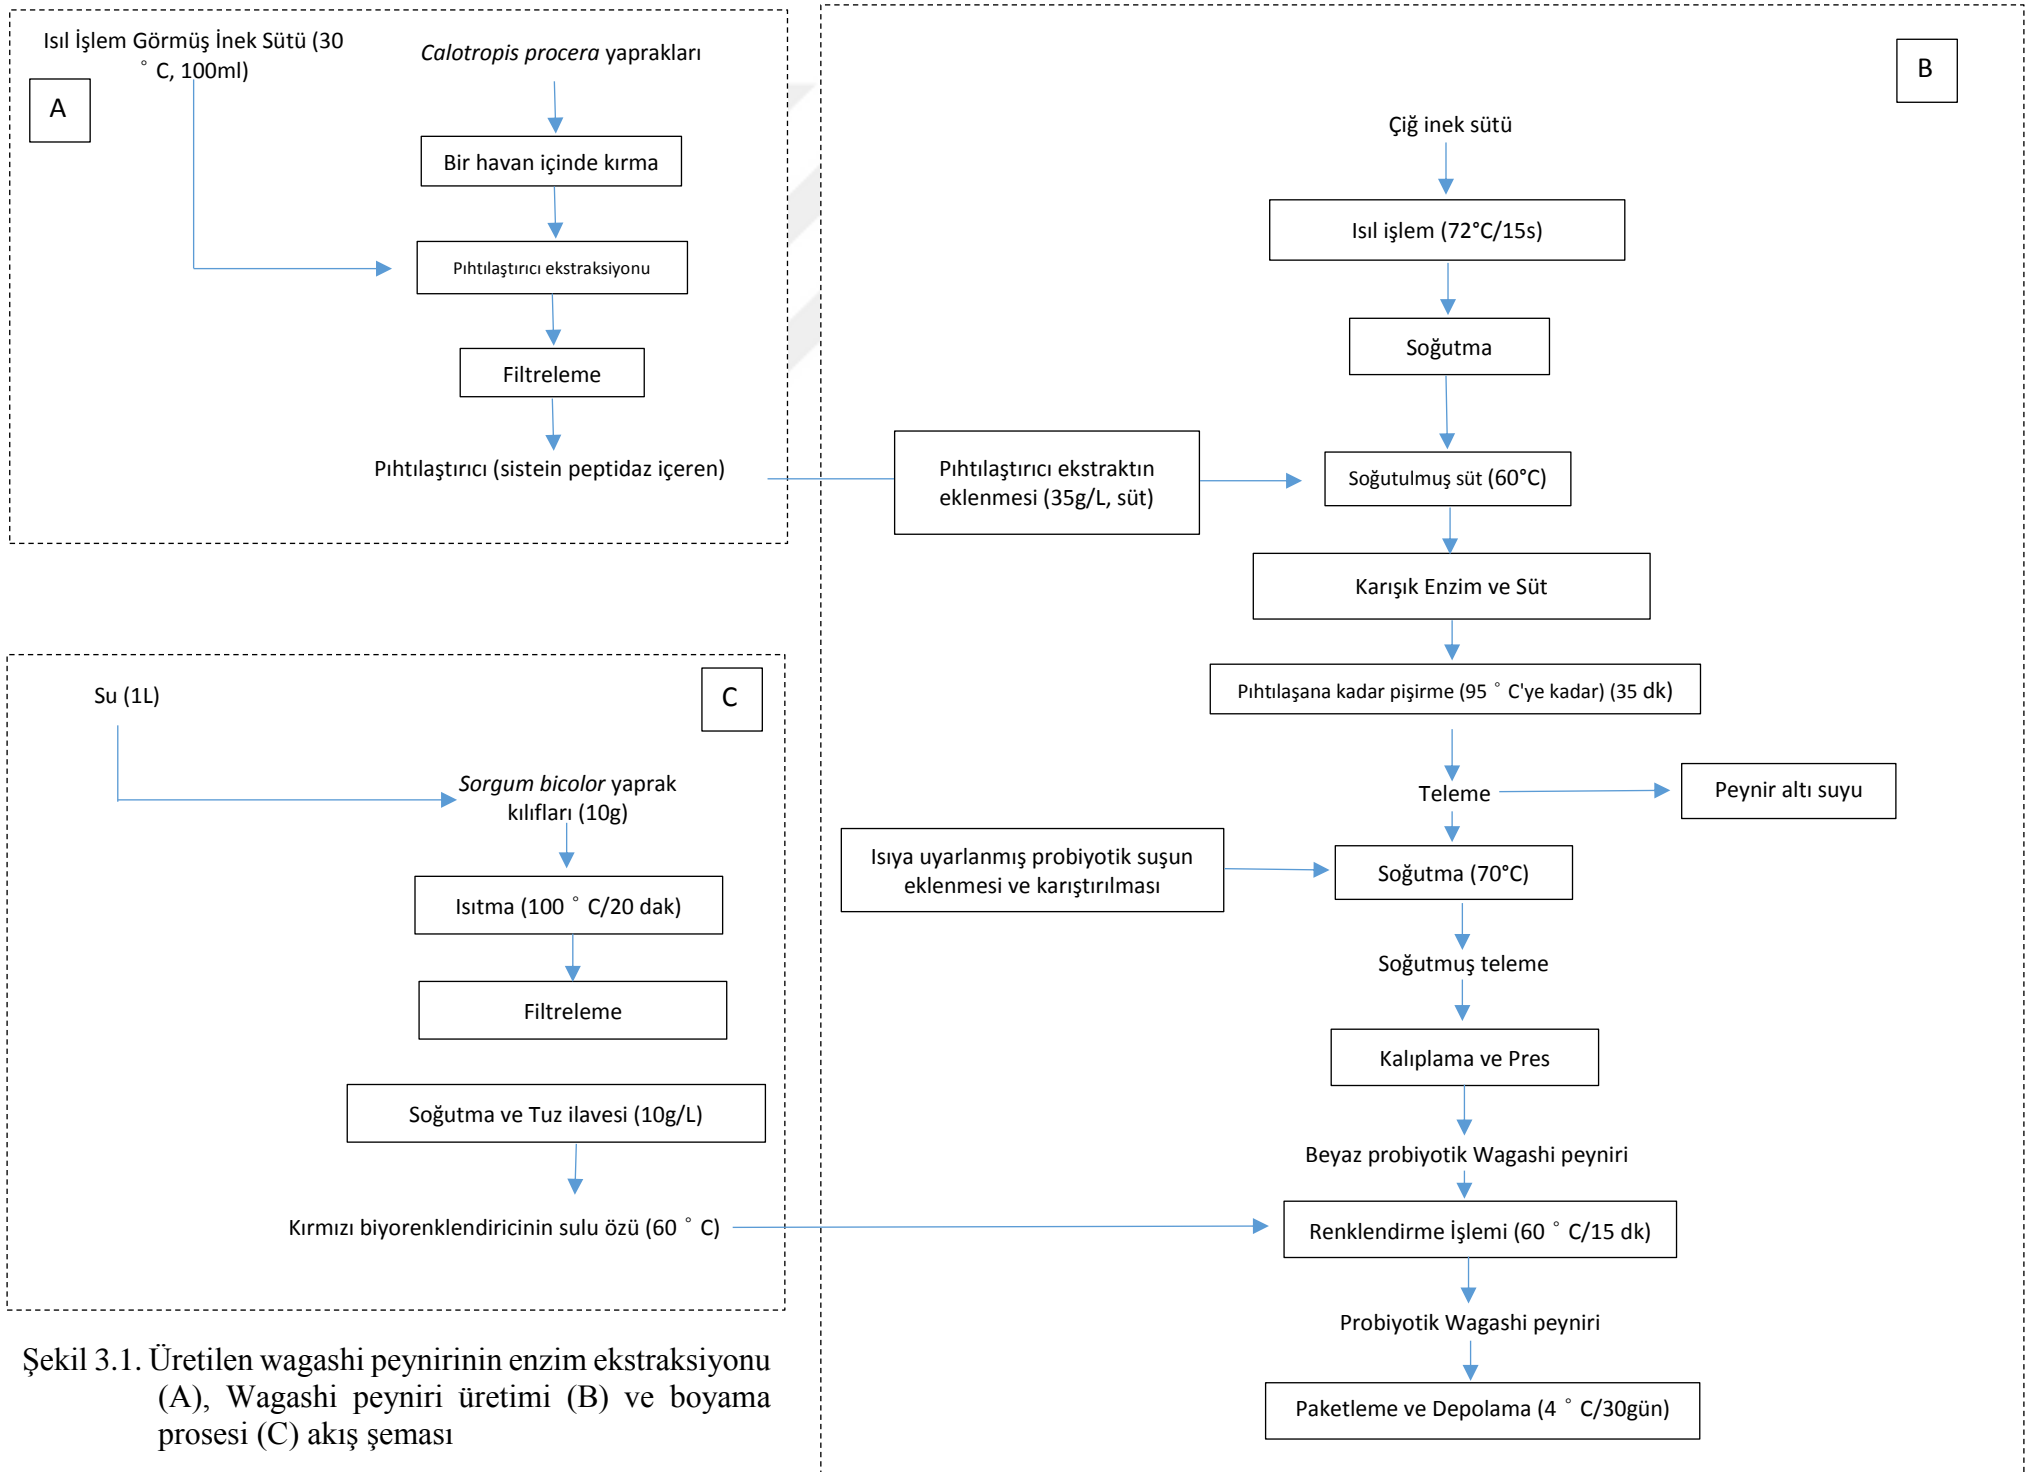 Isıl İşlem Görmüş İnek Sütü (30
˚ C, 100ml)
A
Calotropis procera yaprakları
Bir havan içinde kırma
Pıhtılaştırıcı ekstraksiyonu
Filtreleme
Pıhtılaştırıcı (sistein peptidaz içeren)
B
Çiğ inek sütü
Isıl işlem (72°C/15s)
Soğutma
Pıhtılaştırıcı ekstraktın
eklenmesi (35g/L, süt)
Soğutulmuş süt (60°C)
Karışık Enzim ve Süt
Pıhtılaşana kadar pişirme (95 ˚ C'ye kadar) (35 dk)
Teleme
Peynir altı suyu
Isıya uyarlanmış probiyotik suşun
eklenmesi ve karıştırılması
Soğutma (70°C)
Soğutmuş teleme
Kalıplama ve Pres
Beyaz probiyotik Wagashi peyniri
Renklendirme İşlemi (60 ˚ C/15 dk)
Probiyotik Wagashi peyniri
Paketleme ve Depolama (4 ˚ C/30gün)
C
Su (1L)
Sorgum bicolor yaprak
kılıfları (10g)
Isıtma (100 ˚ C/20 dak)
Filtreleme
Soğutma ve Tuz ilavesi (10g/L)
Kırmızı biyorenklendiricinin sulu özü (60 ˚ C)
Şekil 3.1. Üretilen wagashi peynirinin enzim ekstraksiyonu
(A), Wagashi peyniri üretimi (B) ve boyama
prosesi (C) akış şeması